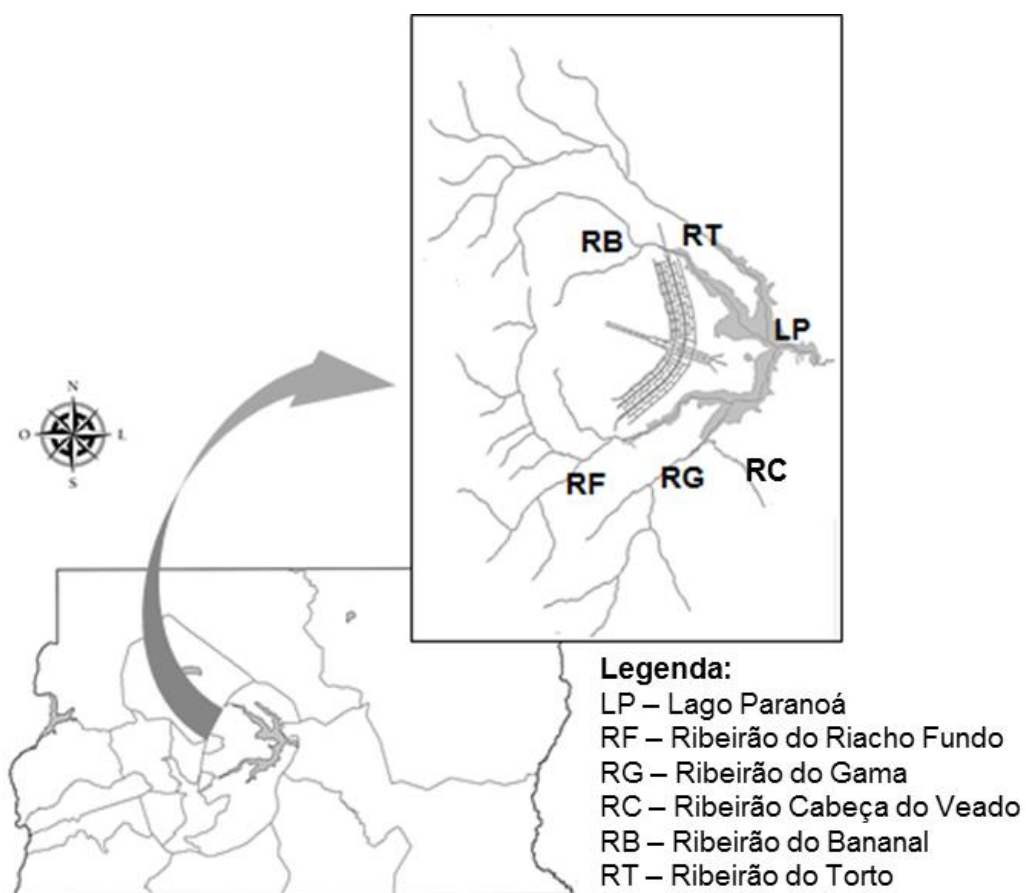 RB
RT
LP
RF
RG
RC
N
O
L
S
Legenda:
LP – Lago Paranoá
RF – Ribeirão do Riacho Fundo
RG – Ribeirão do Gama
RC – Ribeirão Cabeça do Veado
RB – Ribeirão do Bananal
RT – Ribeirão do Torto